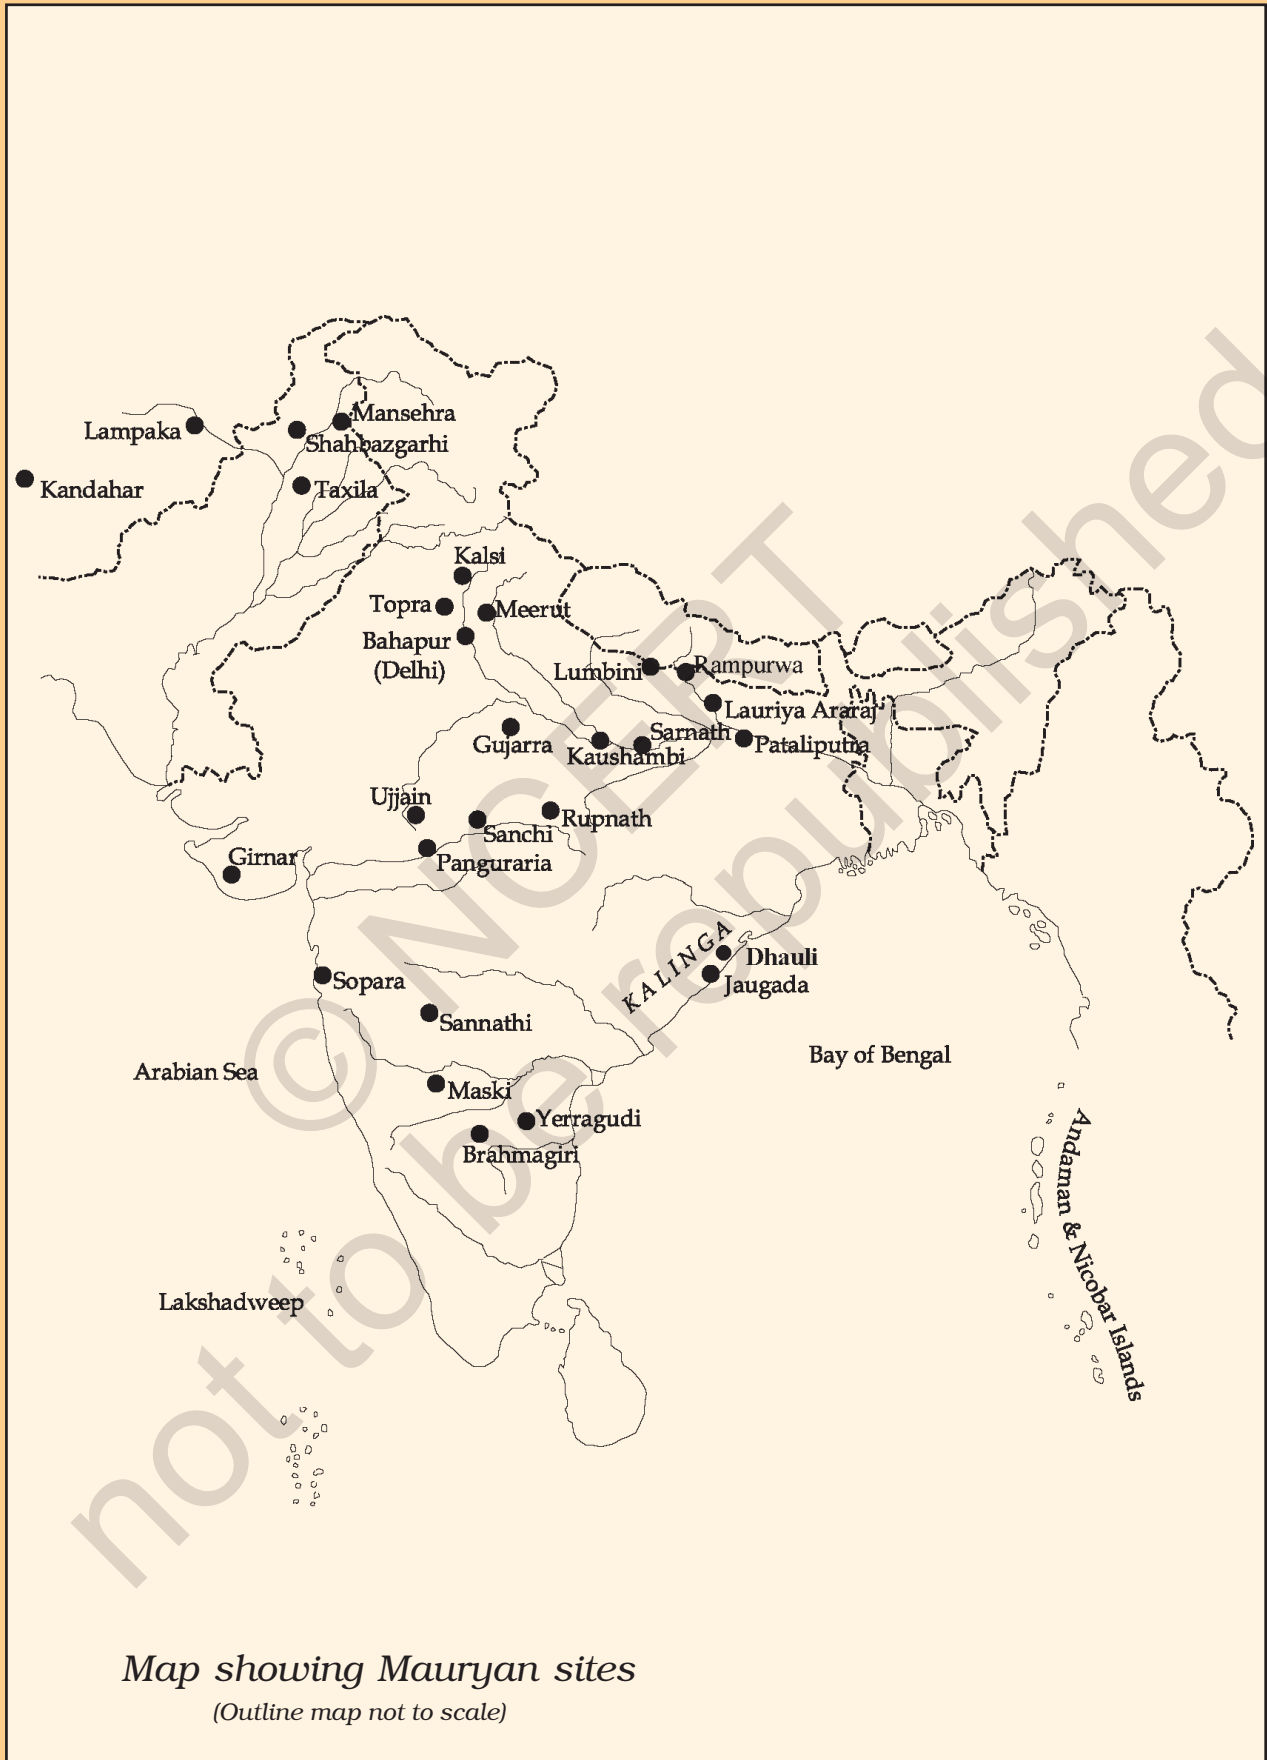 Mansehra
Lampaka
Shahbazgarhi
Kandahar
Taxila
Kalsi
Topra
Meerut
Bahapur
(Delhi)
Lumbini
Rampurwa
Lauriya Araraj
Sarnath
Gujarra
Kaushambi
Pataliputra
Ujjain
Rupnath
Sanchi
Girnar
Panguraria
KALINGA
Dhauli
Sopara
Jaugada
Sannathi
Bay of Bengal
Arabian Sea
Maski
Yerragudi
Brahmagiri
Andaman & Nicobar Islands
Lakshadweep
© NCERT
not to be republished
Map showing Mauryan sites
(Outline map not to scale)